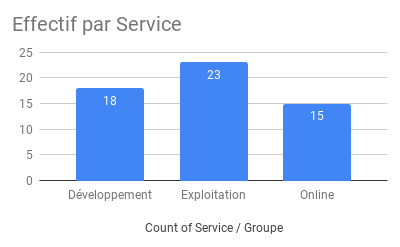 Effectif par Service
25
20
15
10
5
0
18
23
15
Développement
Exploitation
Online
Count of Service / Groupe